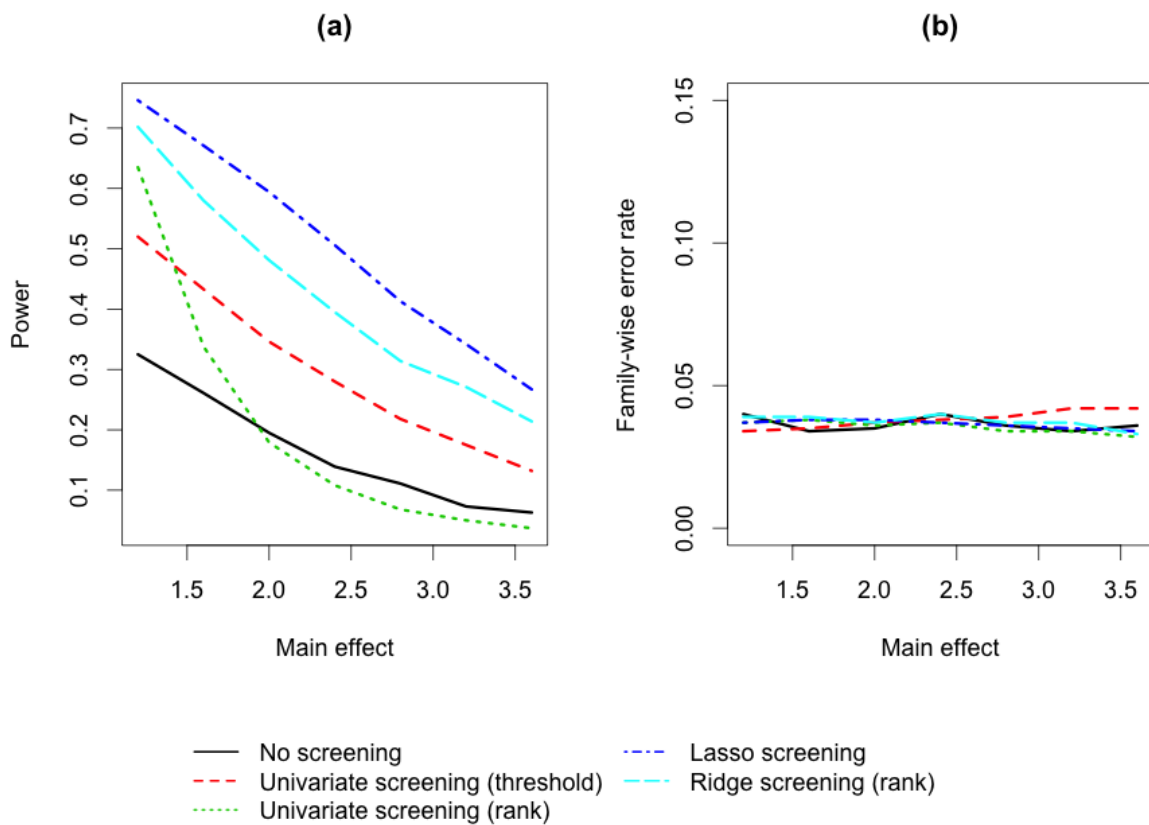 (a)
Power
0.7
0.6
0.5
0.4
0.3
0.2
0.1
1.5 2.0 2.5 3.0 3.5
Main effect
(b)
Family-wise error rate
0.15
0.10
0.05
0.00
1.5 2.0 2.5 3.0 3.5
Main effect
No screening
Univariate screening (threshold)
Univariate screening (rank)
Lasso screening
Ridge screening (rank)